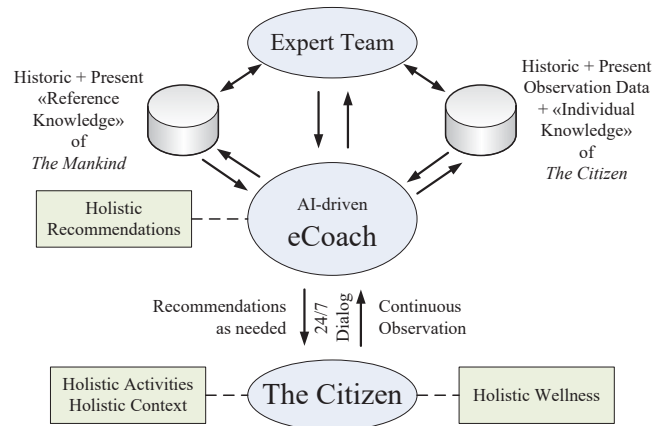 Expert Team
Historic + Present
«Reference
Knowledge»
of
The Mankind
Historic + Present
Observation Data
+ «Individual
Knowledge»
of
The Citizen
AI-driven
eCoach
Holistic
Recommendations
Recommendations
as needed
24/7
Dialog
Continuous
Observation
Holistic Activities
Holistic Context
The Citizen
Holistic Wellness